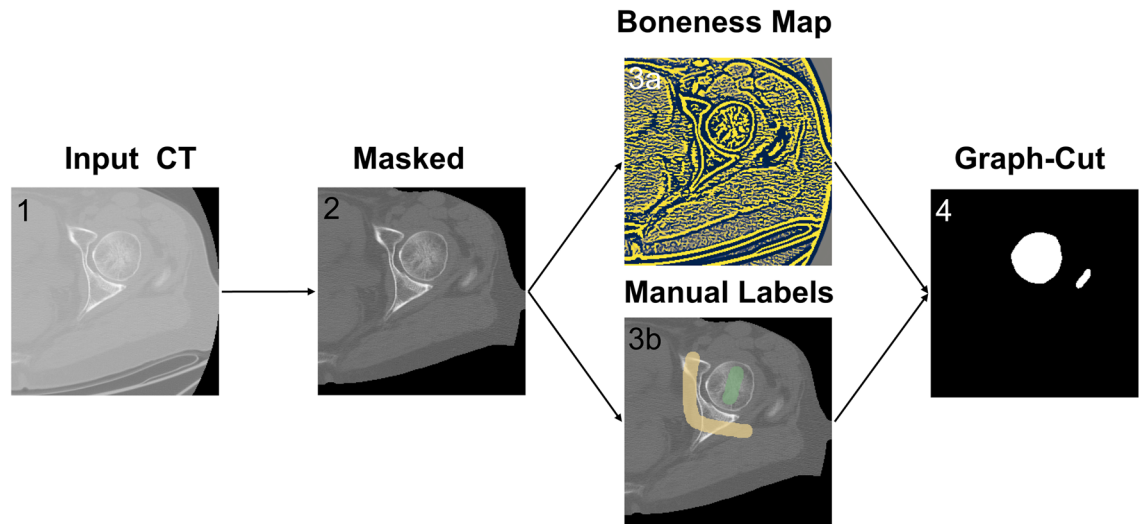 Boneness Map
3a
Input CT
1
Masked
2
Graph-Cut
4
Manual Labels
3b